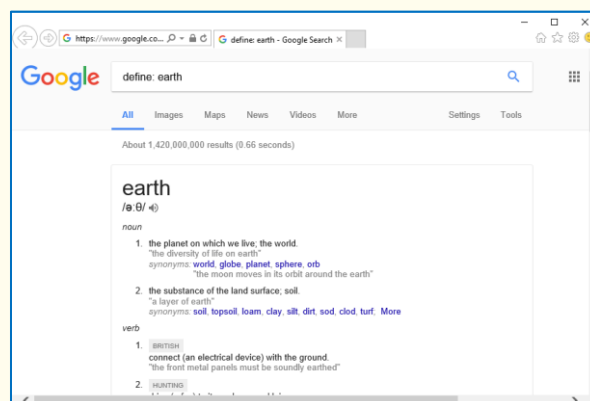 https://www.google.co...
define: earth - Google Search
Google
define: earth
All Images Maps News Videos More Settings Tools
About 1,420,000,000 results (0.66 seconds)
earth
/əːθ/
noun
1. the planet on which we live; the world.
"the diversity of life on earth"
synonyms: world, globe, planet, sphere, orb
"the moon moves in its orbit around the earth"
2. the substance of the land surface; soil.
"a layer of earth"
synonyms: soil, topsoil, loam, clay, silt, dirt, sod, clod, turf; More
verb
1. BRITISH
connect (an electrical device) with the ground.
"the front metal panels must be soundly earthed"
2. HUNTING